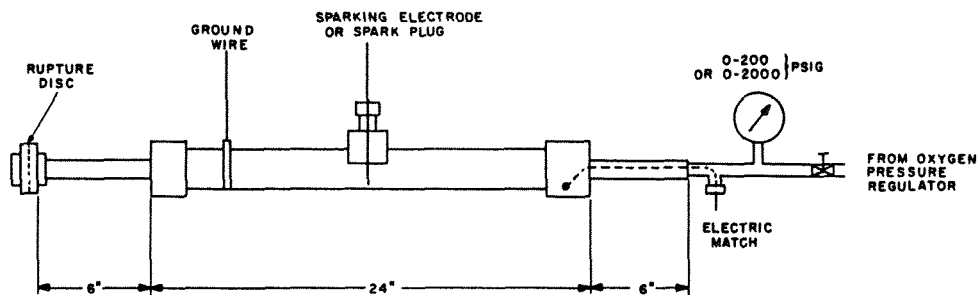 SPARKING ELECTRODE
OR SPARK PLUG
GROUND
WIRE
RUPTURE
DISC
0-200
OR 0-2000 } PSIG
FROM OXYGEN
PRESSURE
REGULATOR
ELECTRIC
MATCH
6"
24"
6"